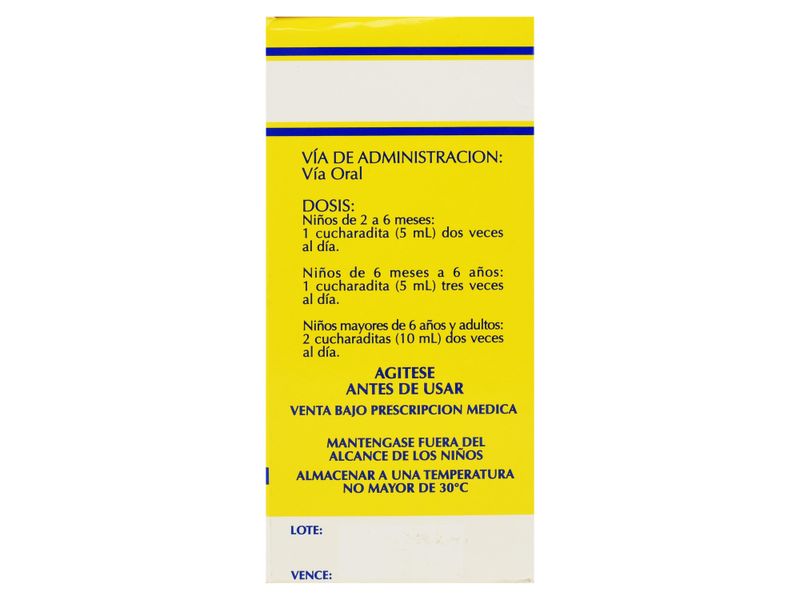 VÍA DE ADMINISTRACION:
Vía Oral
DOSIS:
Niños de 2 a 6 meses:
1 cucharadita (5 mL) dos veces
al día.
Niños de 6 meses a 6 años:
1 cucharadita (5 mL) tres veces
al día.
Niños mayores de 6 años y adultos:
2 cucharaditas (10 mL) dos veces
al día.
AGITESE
ANTES DE USAR
VENTA BAJO PRESCRIPCION MEDICA
MANTENGASE FUERA DEL
ALCANCE DE LOS NIÑOS
ALMACENAR A UNA TEMPERATURA
NO MAYOR DE 30°C
LOTE:
VENCE: